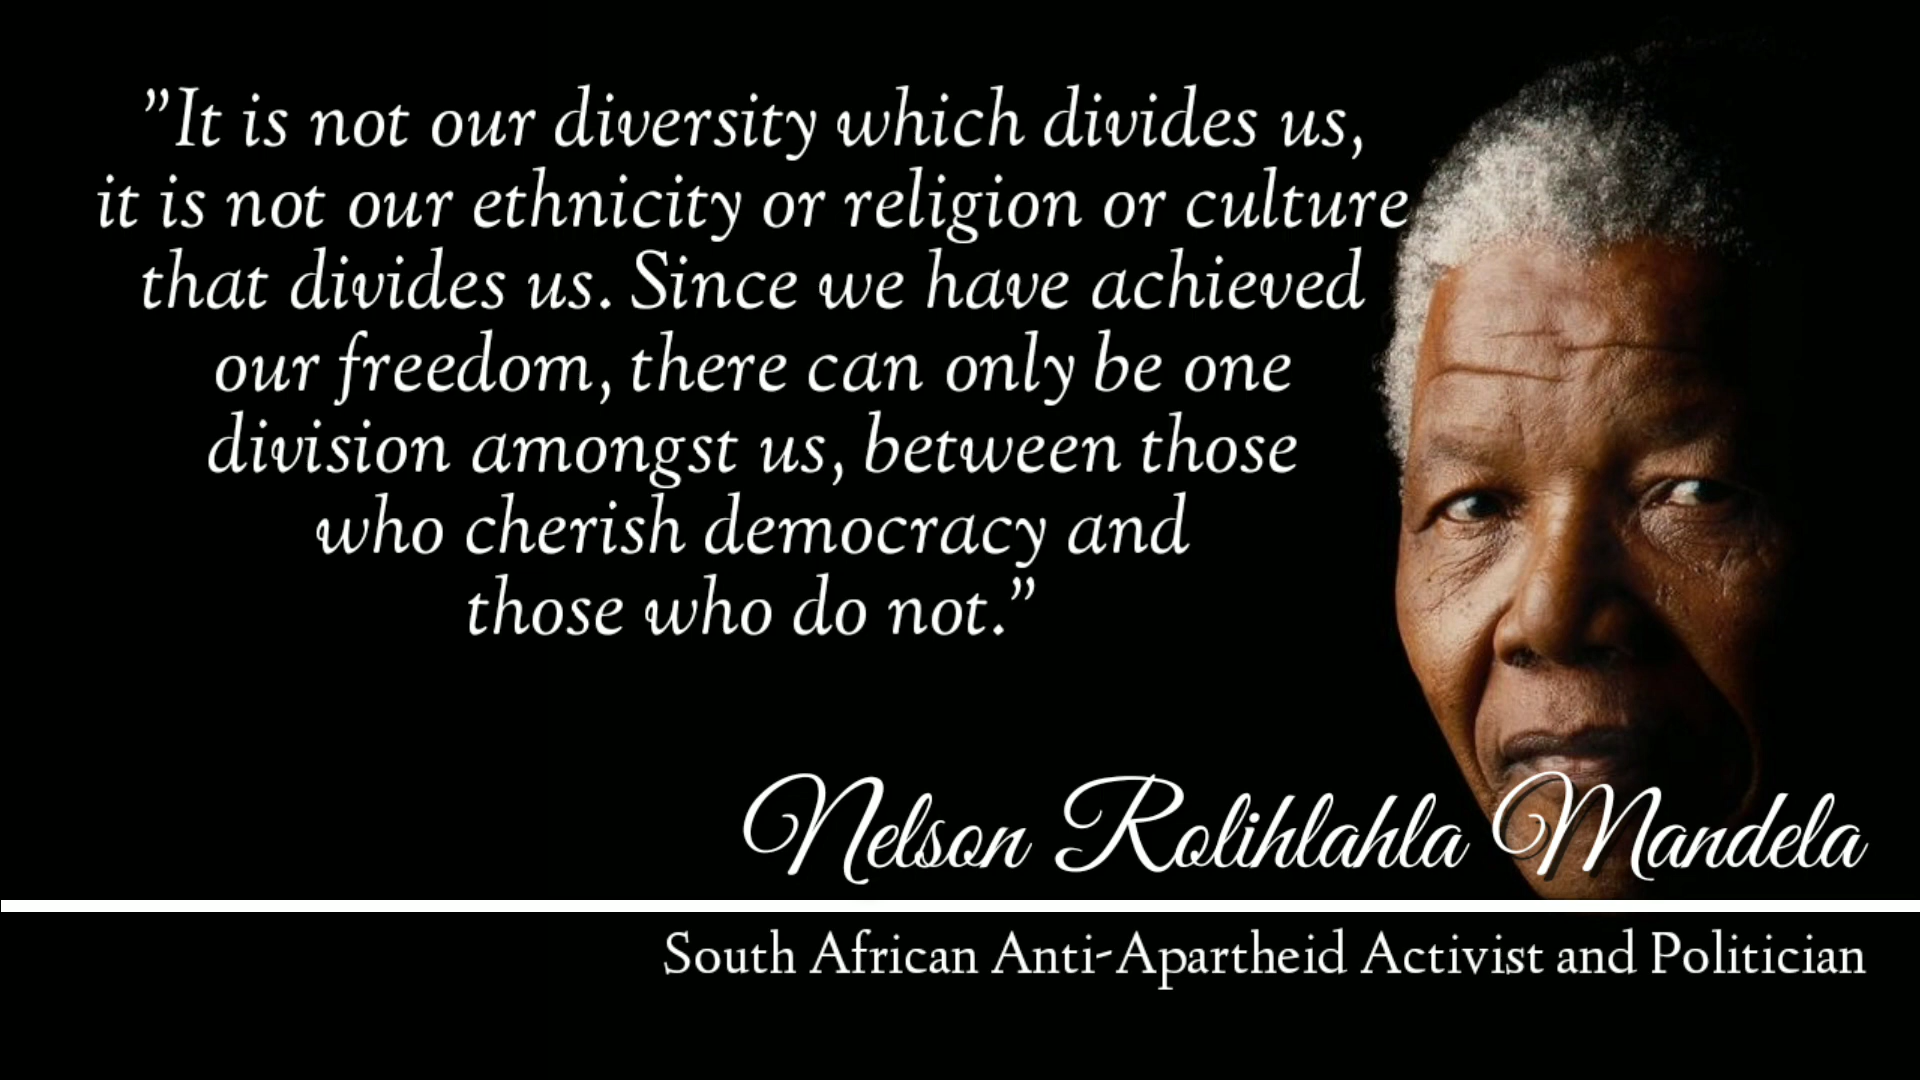 ”It is not our diversity which divides us,
it is not our ethnicity or religion or culture
that divides us. Since we have achieved
our freedom, there can only be one
division amongst us, between those
who cherish democracy and
those who do not.”
Nelson Rolihlahla Mandela
South African Anti-Apartheid Activist and Politician